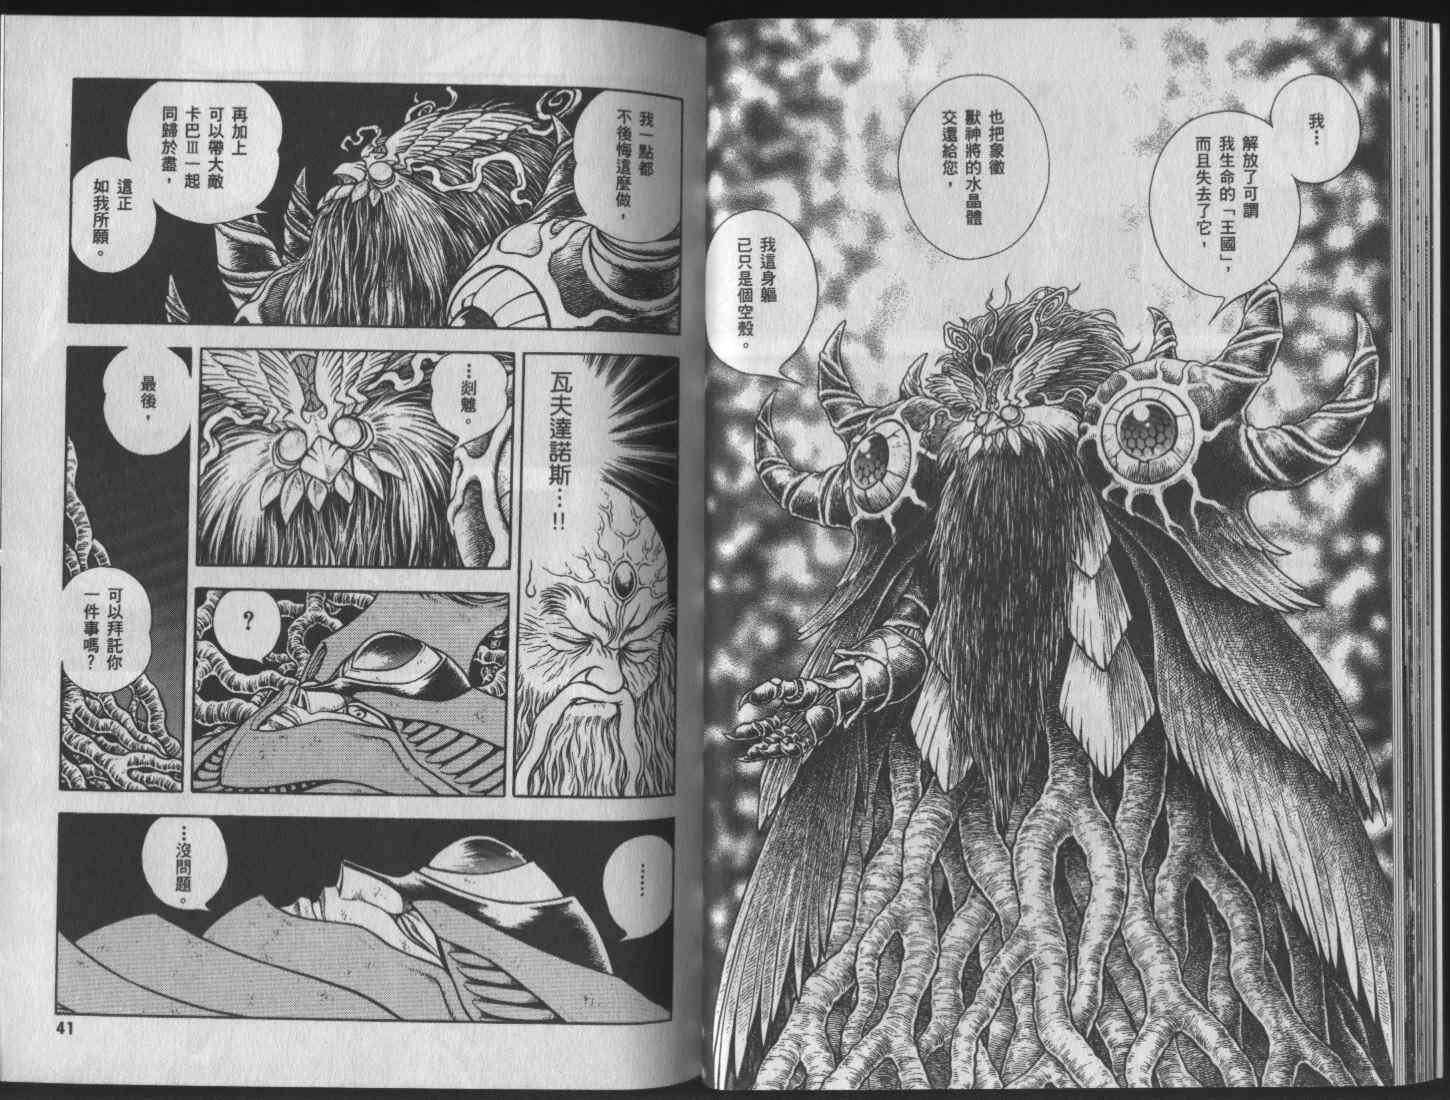 我…
解放了可謂
我生命的「王國」，
而且失去了它，
也把象徵
獸神將的水晶體
交還給您，
我這身軀
已只是個空殼。
我一點都
不後悔這麼做，
再加上
可以帶大敵
卡巴Ⅲ一起
同歸於盡，
這正
如我所願。
瓦夫達諾斯…!!
…剡魋。
?
最後，
可以拜託你
一件事嗎?
……
…沒問題。
41